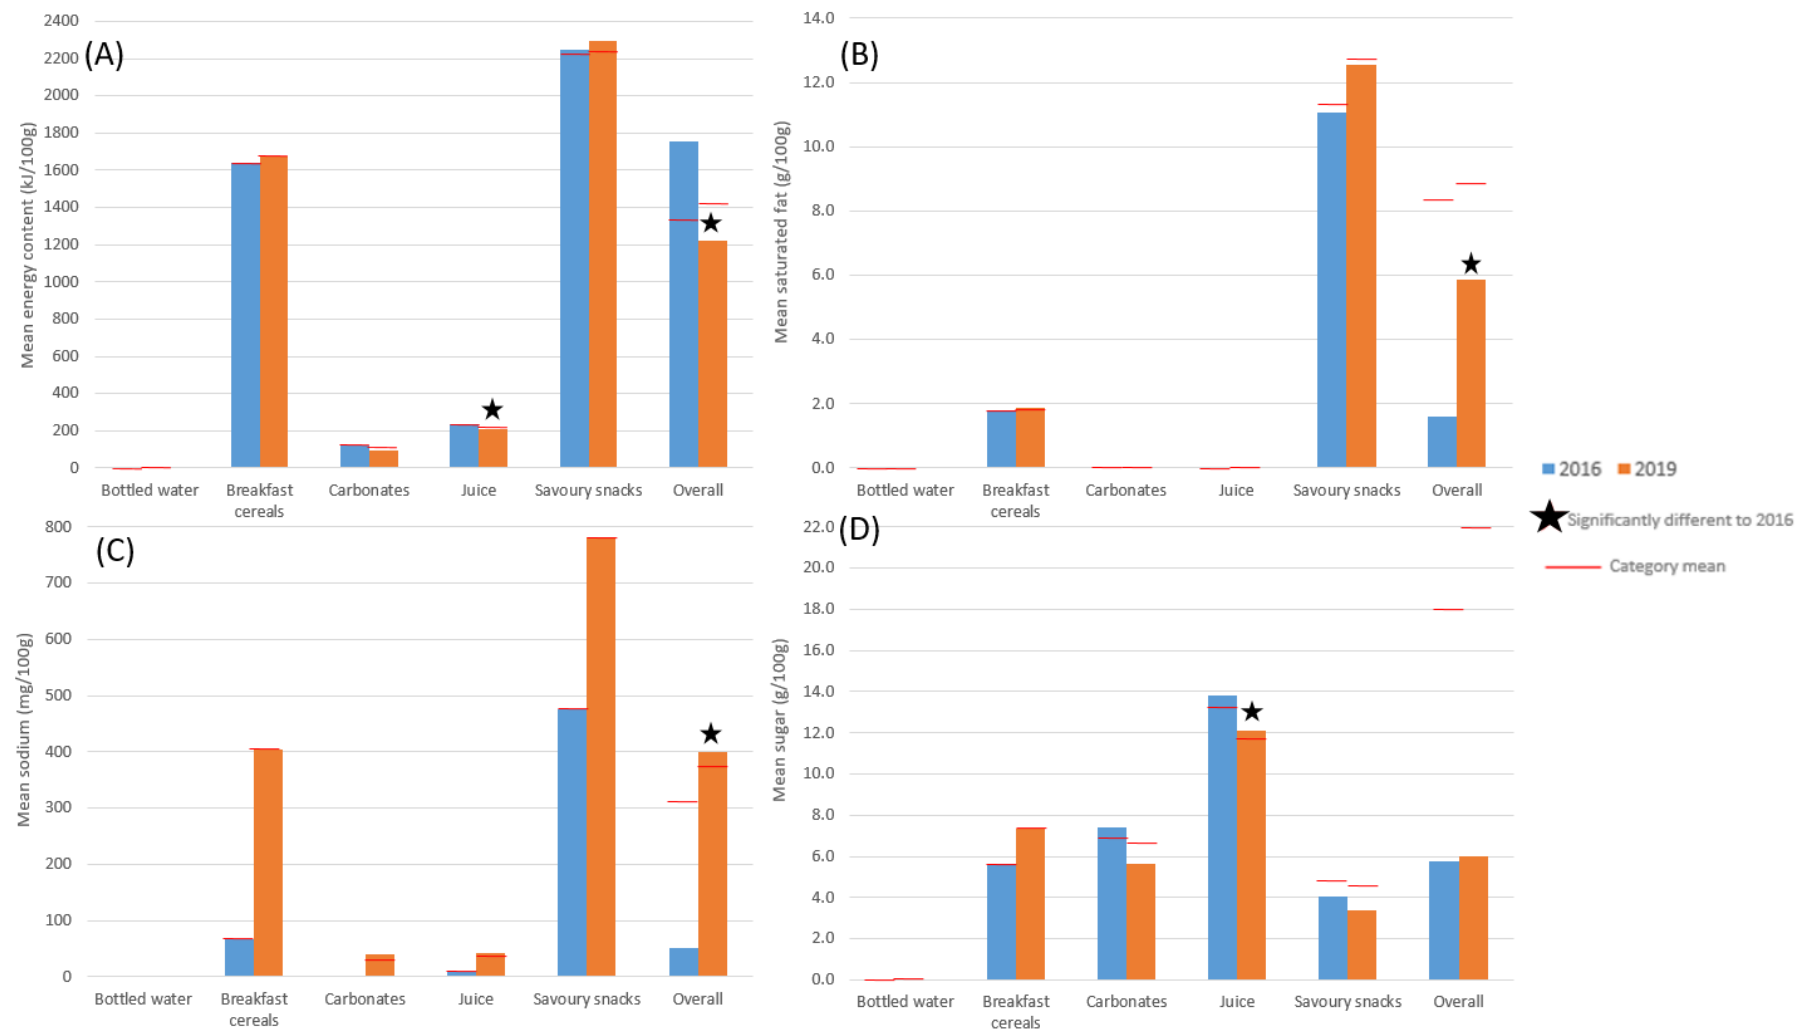 (A)
Mean energy content (kJ/100g)
2400
2200
2000
1800
1600
1400
1200
1000
800
600
400
200
0
Bottled water
Breakfast
cereals
Carbonates
Juice
Savoury snacks
Overall
(B)
Mean saturated fat (g/100g)
14.0
12.0
10.0
8.0
6.0
4.0
2.0
0.0
Bottled water
Breakfast
cereals
Carbonates
Juice
Savoury snacks
Overall
2016
2019
Significantly different to 2016
Category mean
(C)
Mean sodium (mg/100g)
800
700
600
500
400
300
200
100
0
Bottled water
Breakfast
cereals
Carbonates
Juice
Savoury snacks
Overall
(D)
Mean sugar (g/100g)
22.0
20.0
18.0
16.0
14.0
12.0
10.0
8.0
6.0
4.0
2.0
0.0
Bottled water
Breakfast
cereals
Carbonates
Juice
Savoury snacks
Overall